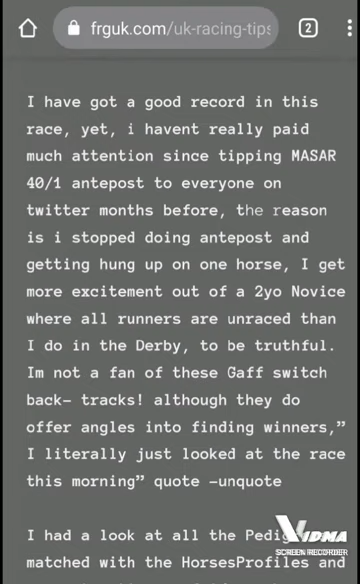 frguk.com/uk-racing-tips
2
I have got a good record in this
race, yet, i havent really paid
much attention since tipping MASAR
40/1 antepost to everyone on
twitter months before, the reason
is i stopped doing antepost and
getting hung up on one horse, I get
more excitement out of a 2yo Novice
where all runners are unraced than
I do in the Derby, to be truthful.
Im not a fan of these Gaff switch
back- tracks! although they do
offer angles into finding winners,”
I literally just looked at the race
this morning” quote -unquote
I had a look at all the
matched with the HorsesProfiles and
VIDMA
SCREEN RECORDER